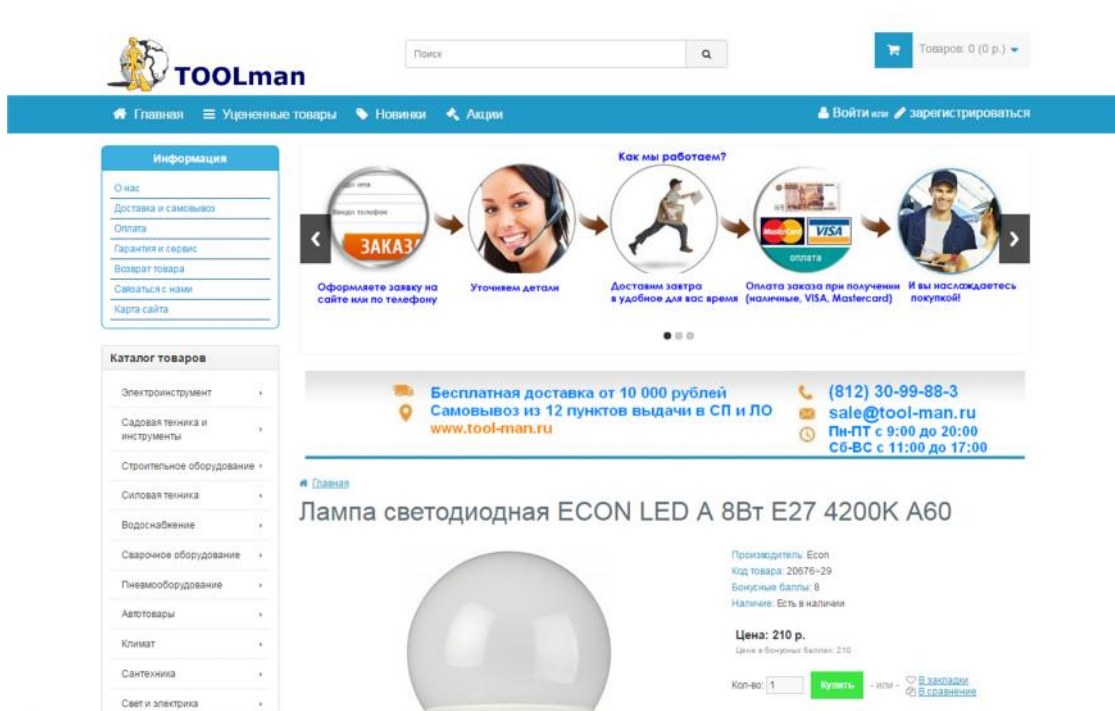 TOOLman
Поиск
Товаров: 0 (0 р.)
Главная
Уцененные товары
Новинки
Акции
Войти или зарегистрироваться
Информация
О нас
Доставка и самовывоз
Оплата
Гарантия и сервис
Возврат товара
Связаться с нами
Карта сайта
Как мы работаем?
имя
Введит телефон
ЗАКАЗ
MasterCard
VISA
оплата
Оформляете заявку на
сайте или по телефону
Уточняем детали
Доставим завтра
в удобное для вас время
Оплата заказа при получении
(наличные, VISA, Mastercard)
И вы наслаждаетесь
покупкой!
Каталог товаров
Электроинструмент
Садовая техника и
инструменты
Строительное оборудование
Силовая техника
Водоснабжение
Сварочное оборудование
Пневмооборудование
Автотовары
Климат
Сантехника
Свет и электрика
Бесплатная доставка от 10 000 рублей
Самовывоз из 12 пунктов выдачи в СП и ЛО
www.tool-man.ru
(812) 30-99-88-3
sale@tool-man.ru
Пн-ПТ с 9:00 до 20:00
Сб-ВС с 11:00 до 17:00
Главная
Лампа светодиодная ECON LED A 8Вт E27 4200K A60
Производитель: Econ
Код товара: 20676-29
Бонусные баллы: 8
Наличие: Есть в наличии
Цена: 210 р.
Цена в бонусных баллах: 210
Кол-во: 1
Купить
- или -
В закладки
В сравнение